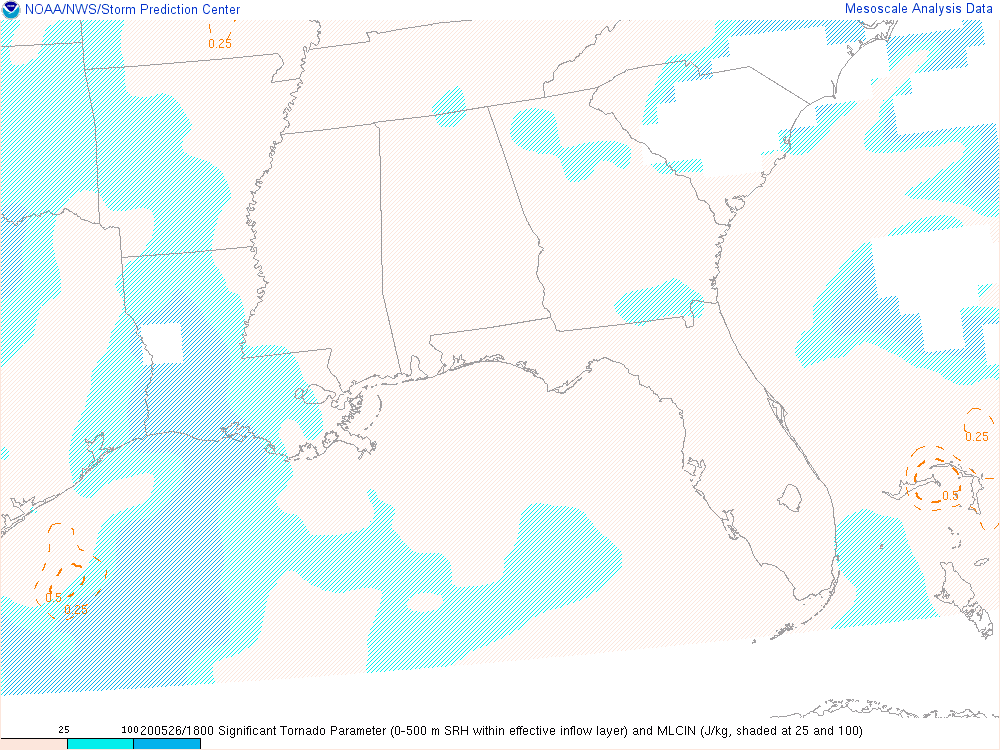 NOAA/NWS/Storm Prediction Center
Mesoscale Analysis Data
0.25
0.25
0.5
0.5
0.25
25
100
200526/1800 Significant Tornado Parameter (0-500 m SRH within effective inflow layer) and MLCIN (J/kg, shaded at 25 and 100)